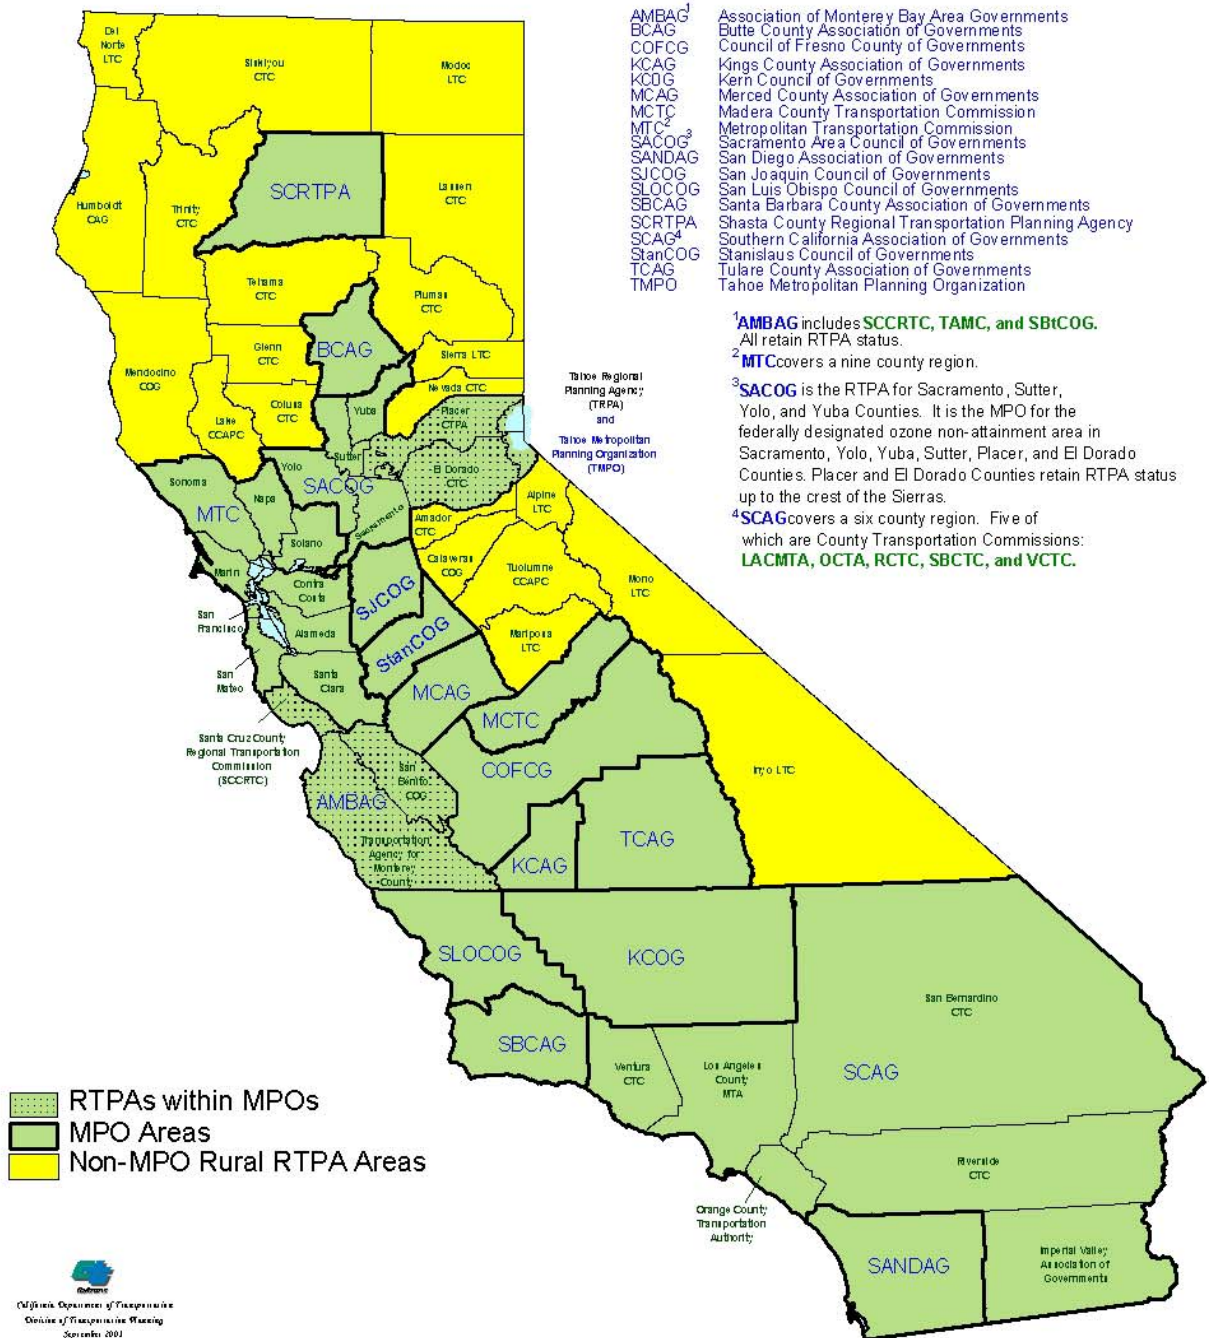 AMBAG1 Association of Monterey Bay Area Governments
BCAG Butte County Association of Governments
COFCG Council of Fresno County of Governments
KCAG Kings County Association of Governments
KCOG Kern Council of Governments
MCAG Merced County Association of Governments
MCTC Madera County Transportation Commission
MTC2 Metropolitan Transportation Commission
SACOG3 Sacramento Area Council of Governments
SANDAG San Diego Association of Governments
SJCOG San Joaquin Council of Governments
SLOCOG San Luis Obispo Council of Governments
SBCAG Santa Barbara County Association of Governments
SCRTPA Shasta County Regional Transportation Planning Agency
SCAG4 Southern California Association of Governments
StanCOG Stanislaus Council of Governments
TCAG Tulare County Association of Governments
TMPO Tahoe Metropolitan Planning Organization
1AMBAG includes SCCRTC, TAMC, and SBtCOG.
All retain RTPA status.
2 MTC covers a nine county region.
3SACOG is the RTPA for Sacramento, Sutter,
Yolo, and Yuba Counties. It is the MPO for the
federally designated ozone non-attainment area in
Sacramento, Yolo, Yuba, Sutter, Placer, and El Dorado
Counties. Placer and El Dorado Counties retain RTPA status
up to the crest of the Sierras.
4 SCAG covers a six county region. Five of
which are County Transportation Commissions:
LACMTA, OCTA, RCTC, SBCTC, and VCTC.
Del
Norte
LTC
Siskiyou
CTC
Modoc
LTC
SCRTPA
Lassen
CTC
Humboldt
CAG
Trinity
CTC
Tehama
CTC
Plumas
CTC
BCAG
Glenn
CTC
Sierra LTC
Mendocino
COG
Nevada CTC
Lake
CCAPC
Colusa
CTC
Yuba
Placer
CTPA
Sutter
Tahoe Regional
Planning Agency
(TRPA)
and
Tahoe Metropolitan
Planning Organization
(TMPO)
El Dorado
CTC
Yolo
SACOG
Sonoma
Napa
MTC
Sacramento
Alpine
LTC
Amador
CTC
Solano
Calaveras
COG
Marin
Contra
Costa
SJCOG
Tuolumne
CCAPC
Mono
LTC
San
Francisco
Alameda
StanCOG
Mariposa
LTC
San
Mateo
Santa
Clara
MCAG
MCTC
Santa Cruz County
Regional Transportation
Commission
(SCCRTC)
San
Benito
COG
COFCG
Inyo LTC
AMBAG
Transportation
Agency for
Monterey
County
KCAG
TCAG
SLOCOG
KCOG
San Bernardino
CTC
SBCAG
Ventura
CTC
Los Angeles
County
MTA
SCAG
Riverside
CTC
Orange County
Transportation
Authority
SANDAG
Imperial Valley
Association of
Governments
RTPAs within MPOs
MPO Areas
Non-MPO Rural RTPA Areas
Caltrans
California Department of Transportation
Division of Transportation Planning
September 2001